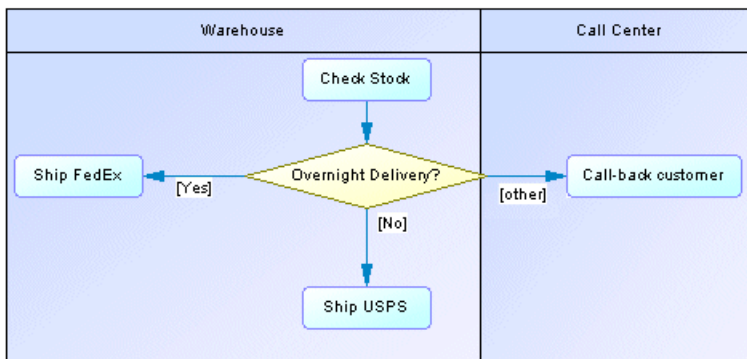 Warehouse
Call Center
Check Stock
Ship FedEx
Overnight Delivery?
Call-back customer
[Yes]
[other]
[No]
Ship USPS